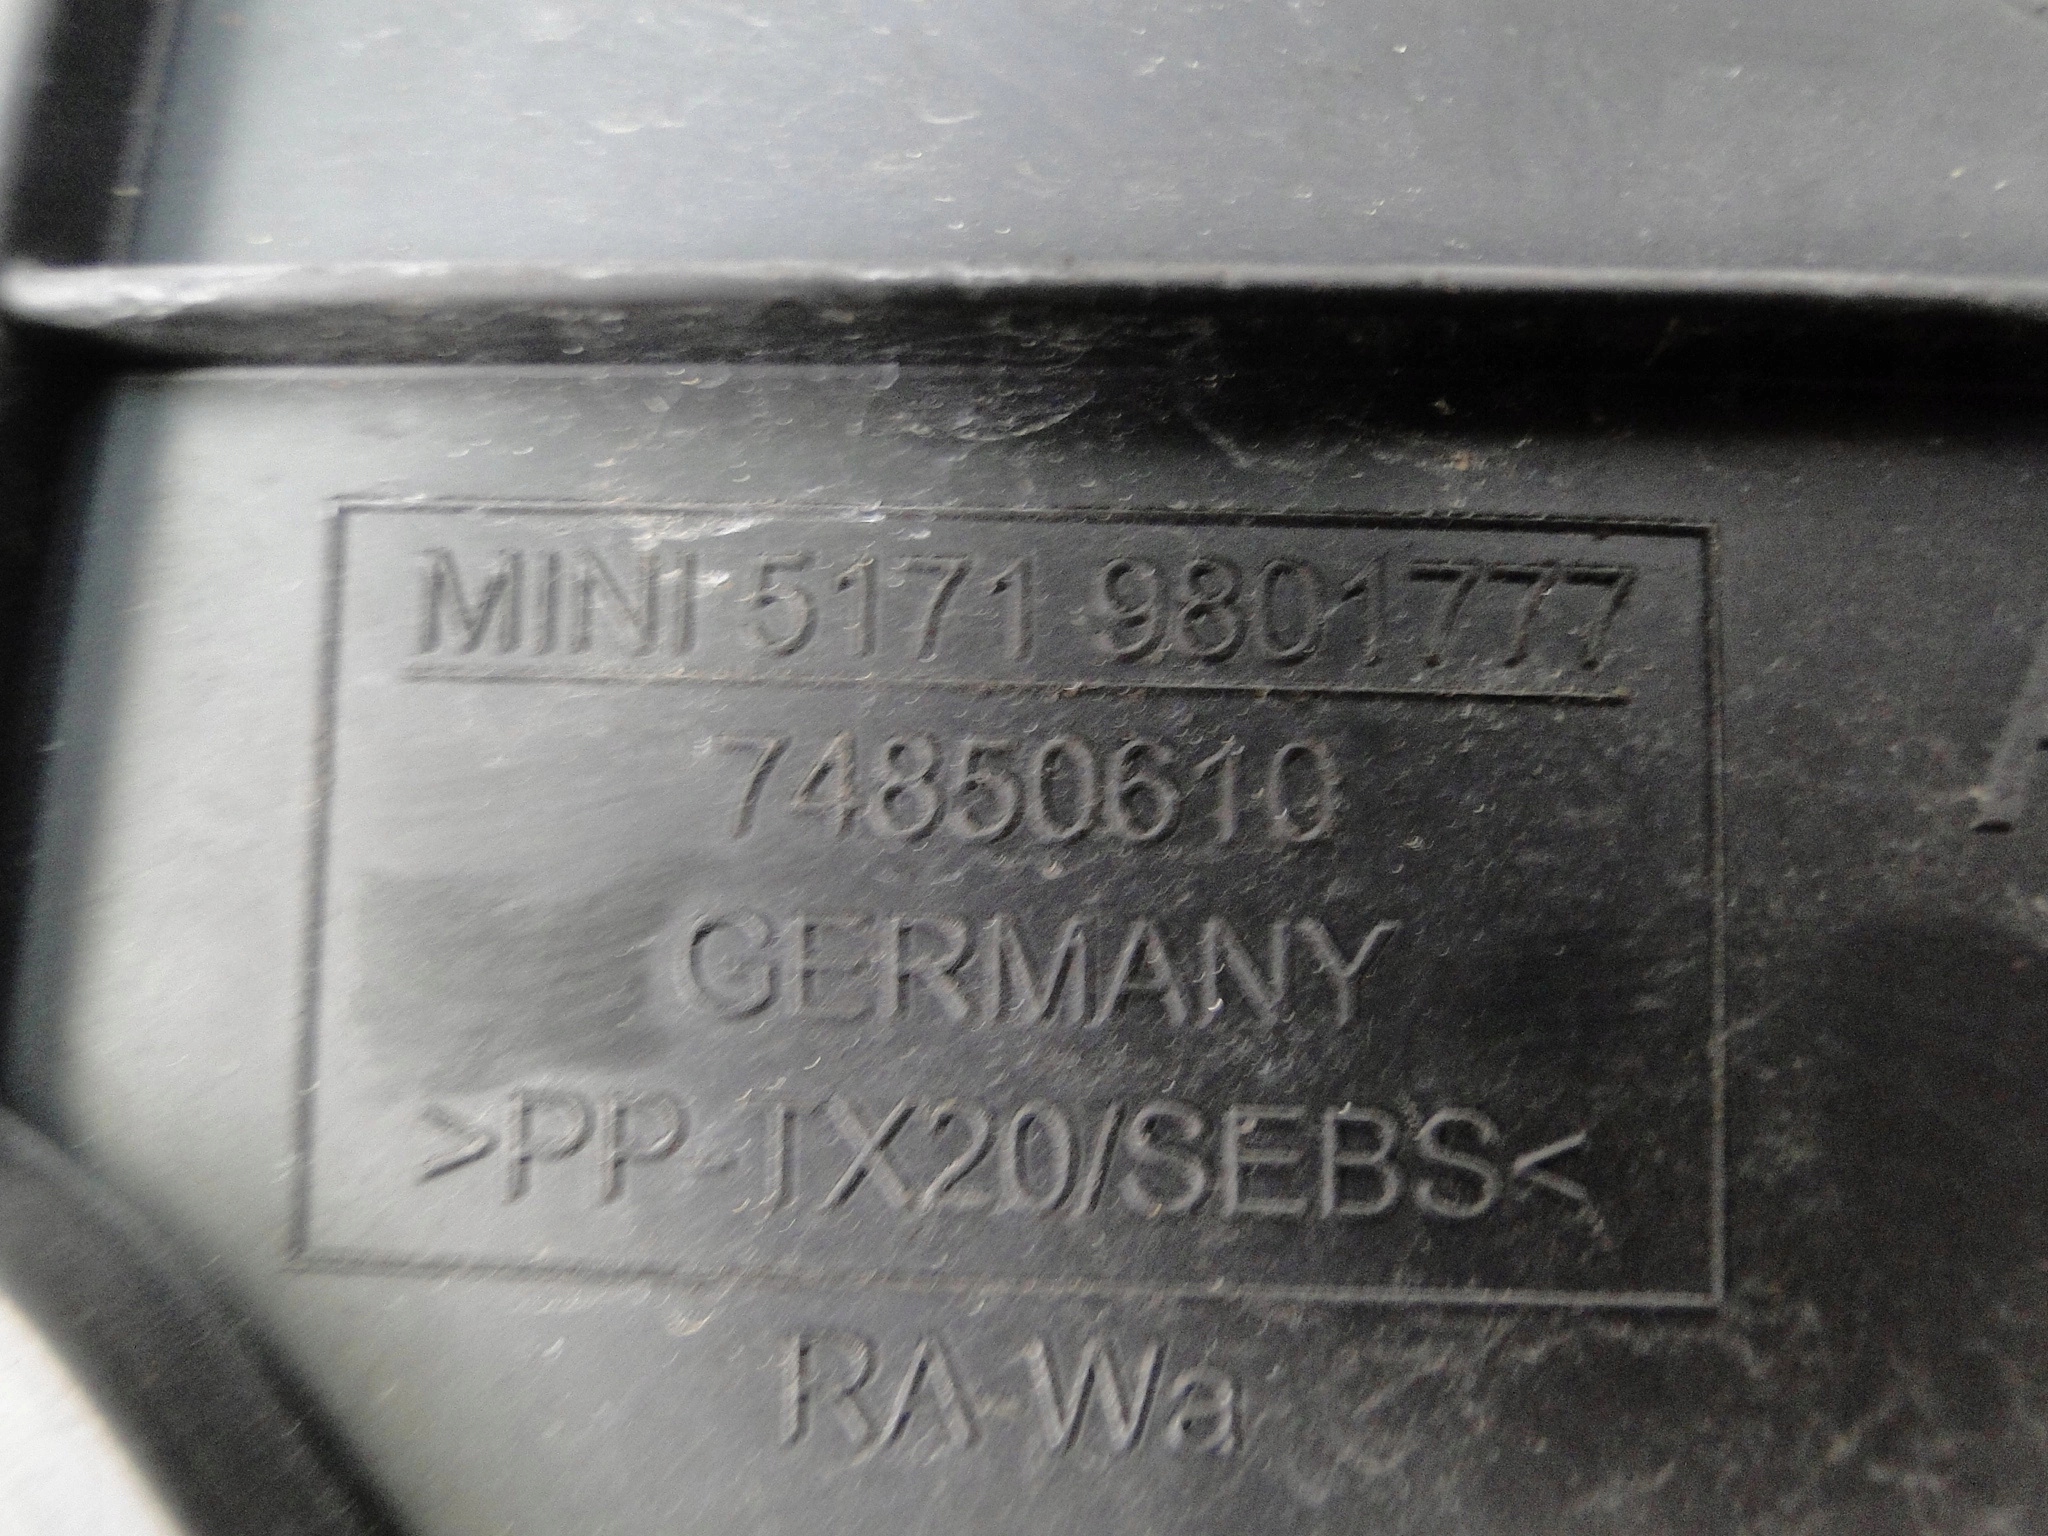 MINI 5171 9801777
74850610
GERMANY
>PP-TX20/SEBS<
RA-Wa